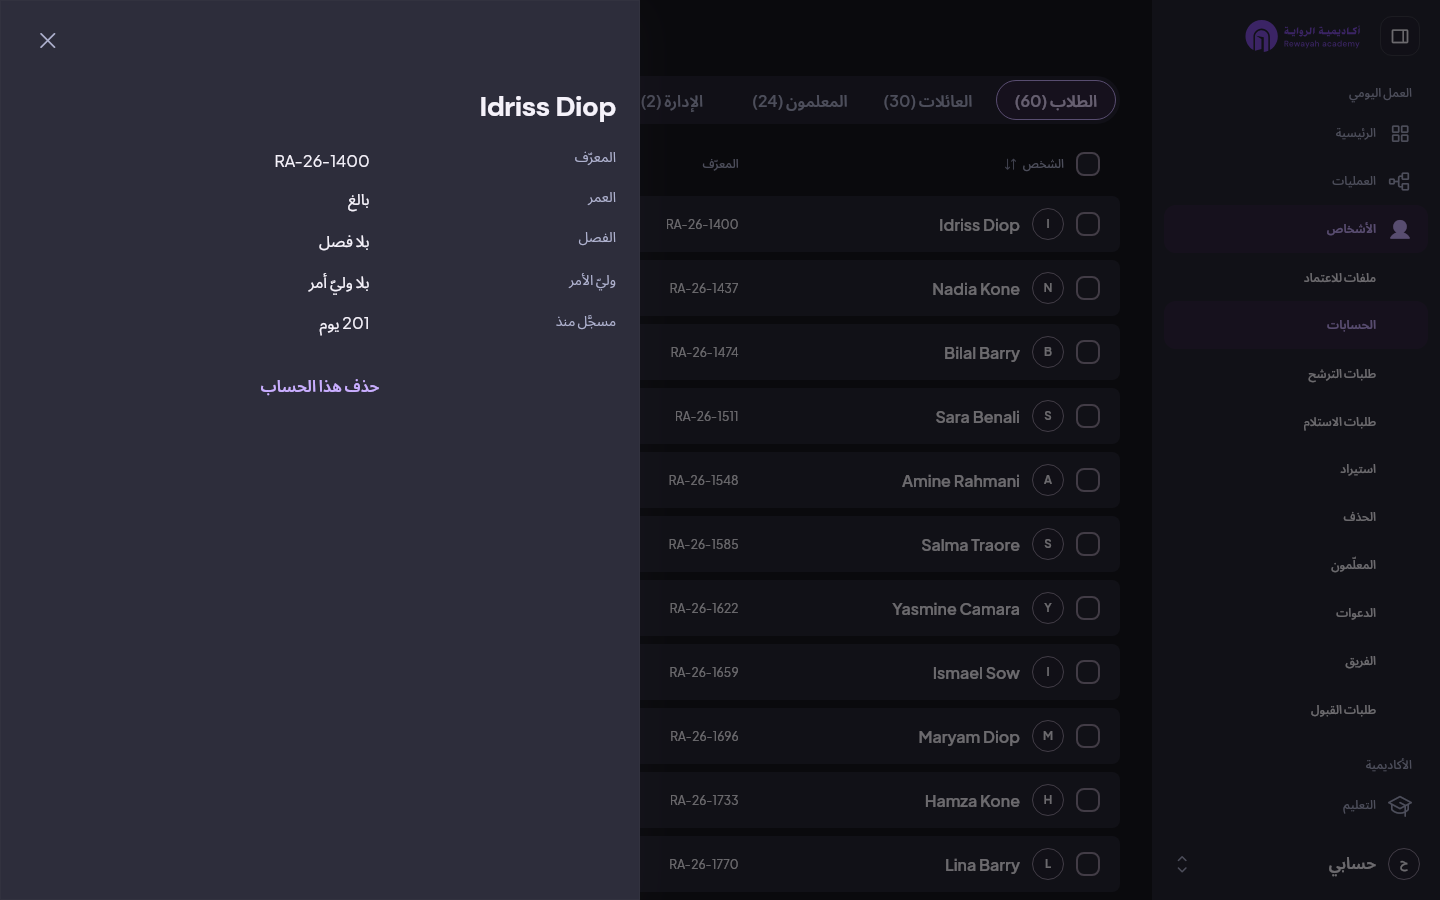 أكاديمية الرواية
Rewayah academy
العمل اليومي
الرئيسية
العمليات
الأشخاص
ملفات للاعتماد
الحسابات
طلبات الترشح
طلبات الاستلام
استيراد
الحذف
المعلّمون
الدعوات
الفريق
طلبات القبول
الأكاديمية
التعليم
ح حسابي
الطلاب (60) العائلات (30) المعلمون (24) الإدارة (2)
الشخص المعرّف
I Idriss Diop RA-26-1400
N Nadia Kone RA-26-1437
B Bilal Barry RA-26-1474
S Sara Benali RA-26-1511
A Amine Rahmani RA-26-1548
S Salma Traore RA-26-1585
Y Yasmine Camara RA-26-1622
I Ismael Sow RA-26-1659
M Maryam Diop RA-26-1696
H Hamza Kone RA-26-1733
L Lina Barry RA-26-1770
Idriss Diop
المعرّف RA-26-1400
العمر بالغ
الفصل بلا فصل
وليّ الأمر بلا وليّ أمر
مسجَّل منذ 201 يوم
حذف هذا الحساب